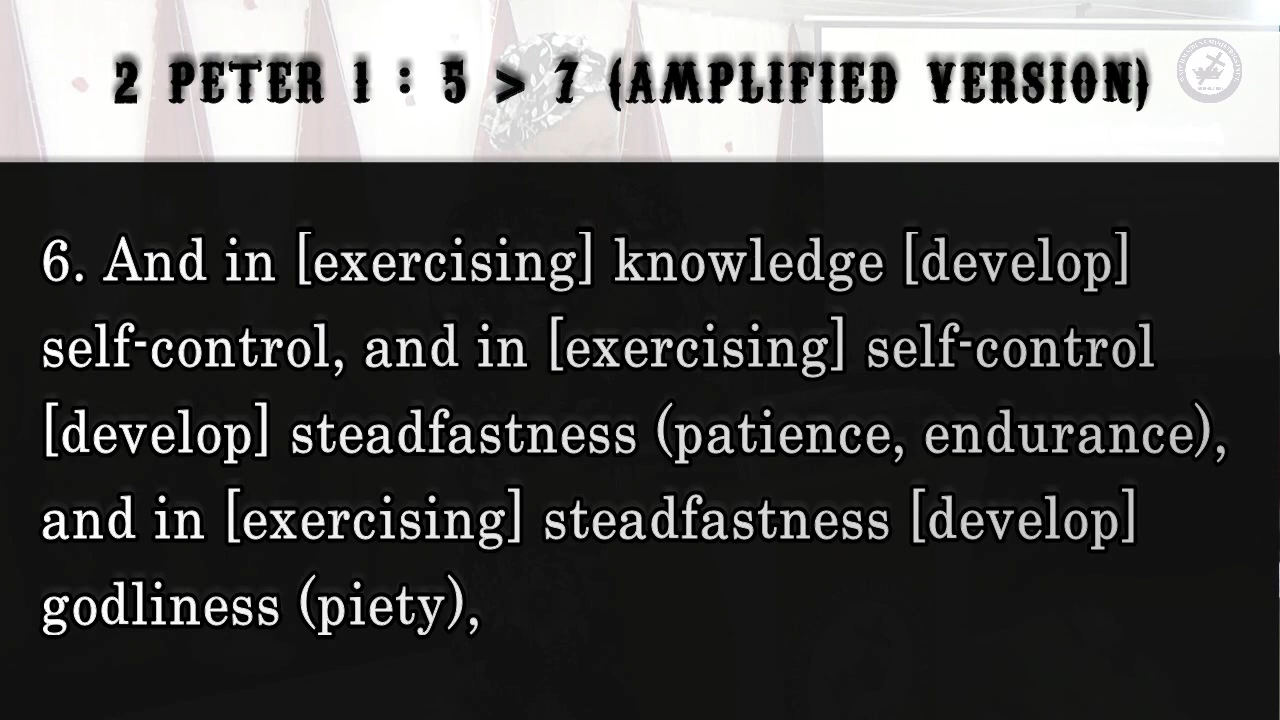 2 PETER 1 : 5 > 7 (AMPLIFIED VERSION)
6. And in [exercising] knowledge [develop]
self-control, and in [exercising] self-control
[develop] steadfastness (patience, endurance),
and in [exercising] steadfastness [develop]
godliness (piety),